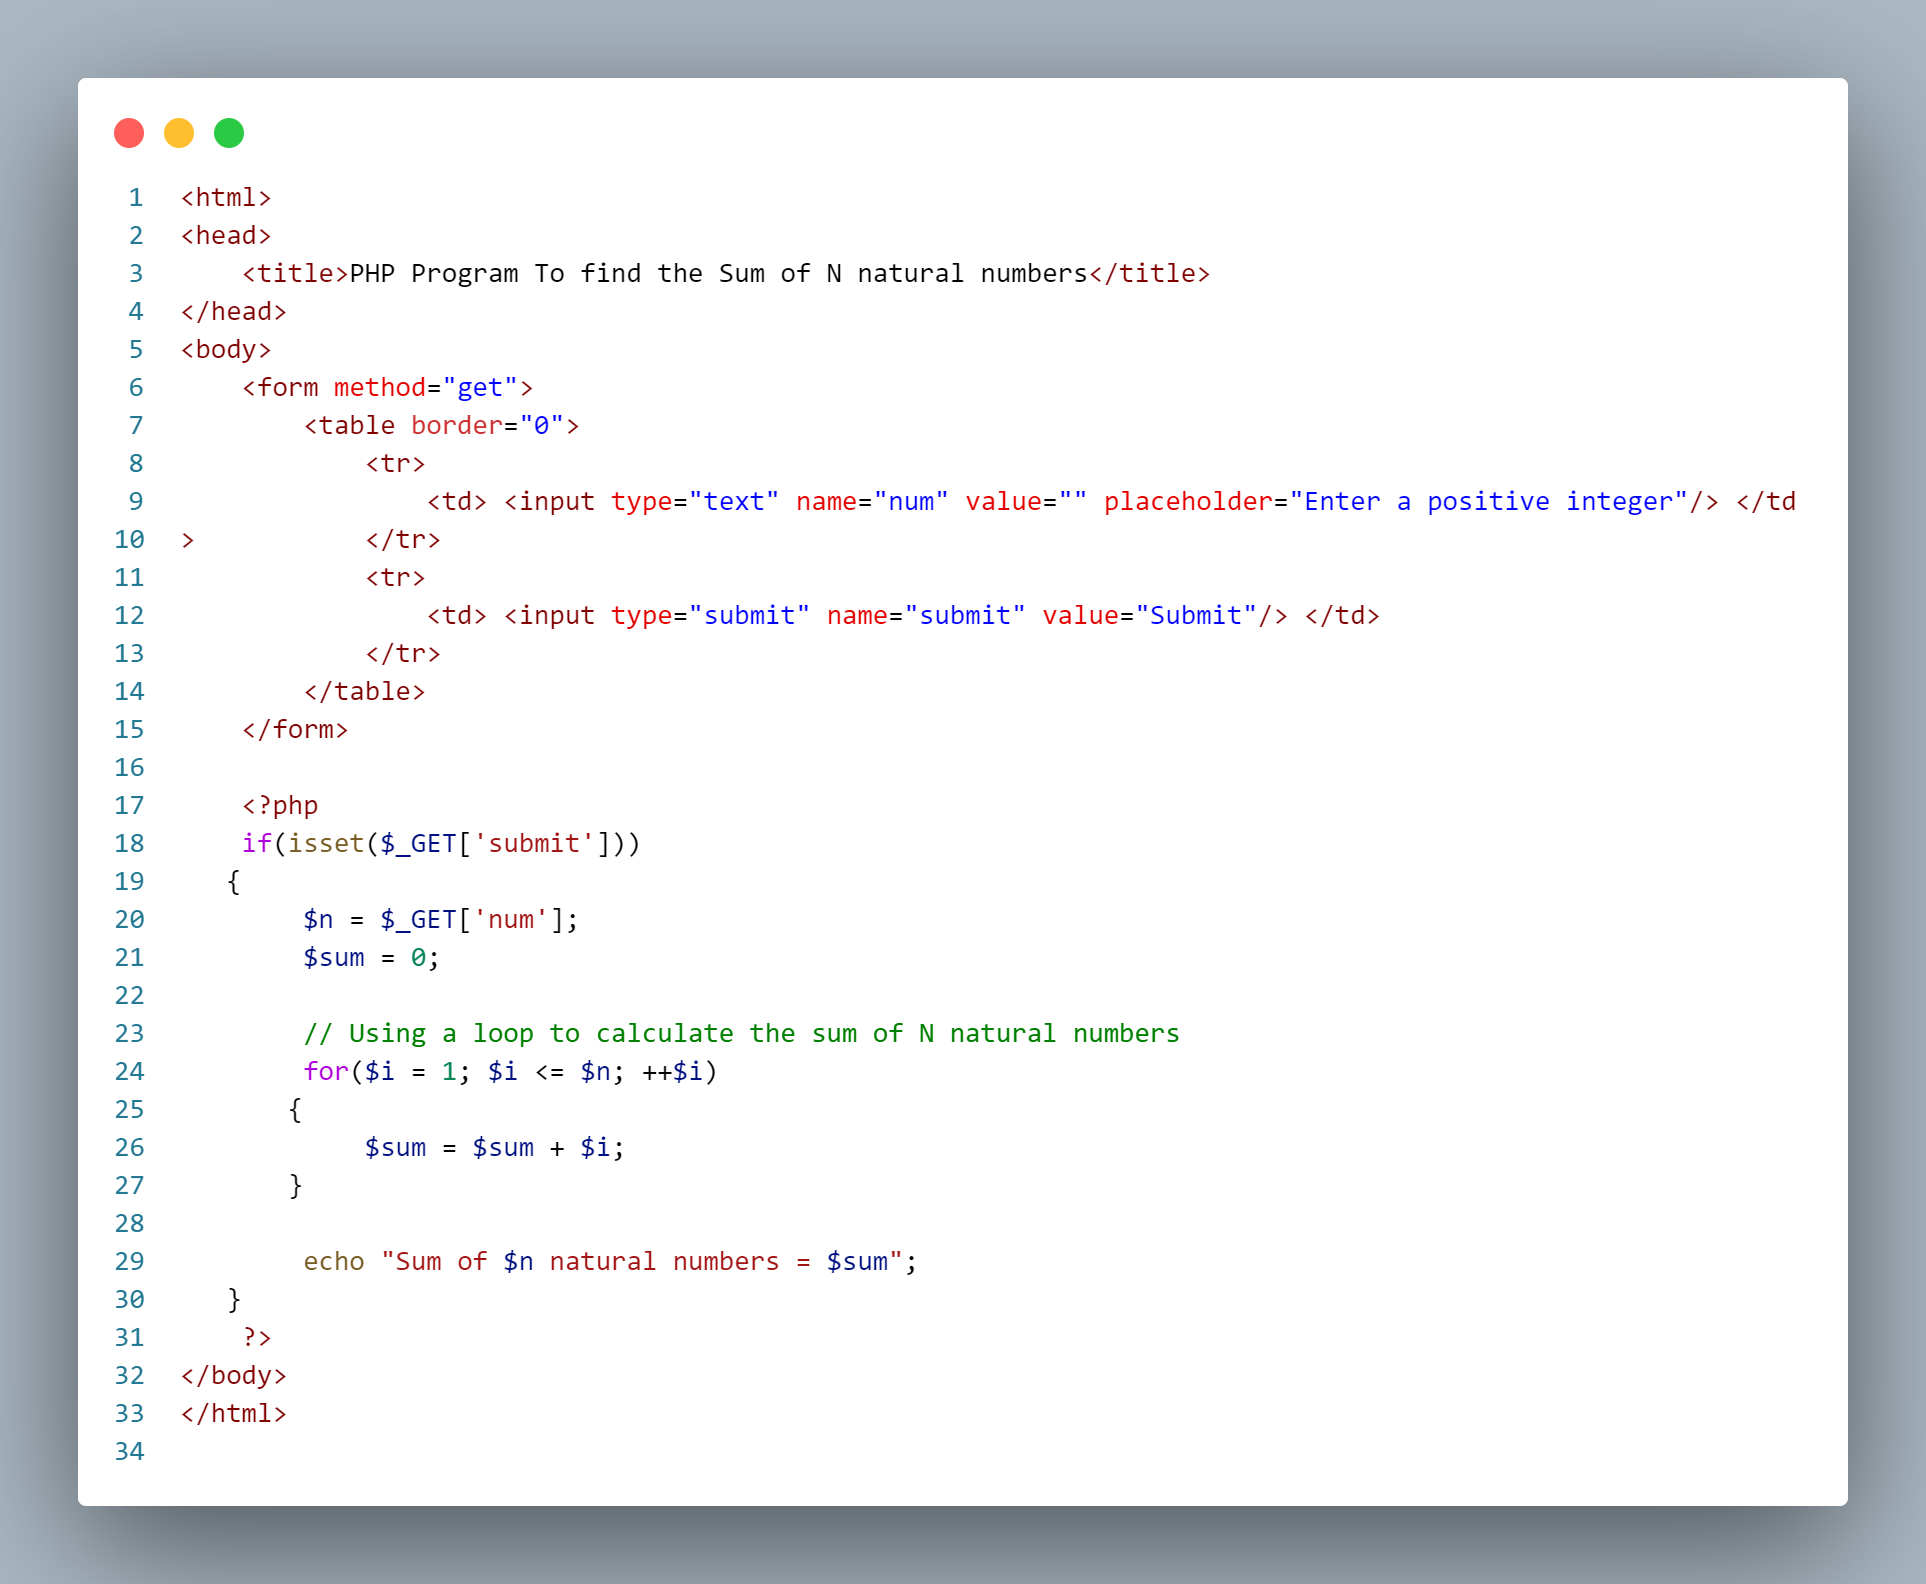 1 <html>
2 <head>
3     <title>PHP Program To find the Sum of N natural numbers</title>
4 </head>
5 <body>
6     <form method="get">
7         <table border="0">
8             <tr>
9                 <td> <input type="text" name="num" value="" placeholder="Enter a positive integer"/> </td
10 >           </tr>
11             <tr>
12                 <td> <input type="submit" name="submit" value="Submit"/> </td>
13             </tr>
14         </table>
15     </form>
16
17     <?php
18     if(isset($_GET['submit']))
19    {
20         $n = $_GET['num'];
21         $sum = 0;
22
23         // Using a loop to calculate the sum of N natural numbers
24         for($i = 1; $i <= $n; ++$i)
25        {
26             $sum = $sum + $i;
27        }
28
29         echo "Sum of $n natural numbers = $sum";
30    }
31     ?>
32 </body>
33 </html>
34